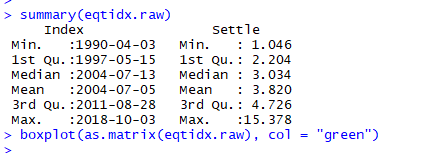 > summary(eqtidx.raw)
Index Settle
Min. :1990-04-03 Min. : 1.046
1st Qu.:1997-05-15 1st Qu.: 2.204
Median :2004-07-13 Median : 3.034
Mean :2004-07-05 Mean : 3.820
3rd Qu.:2011-08-28 3rd Qu.: 4.726
Max. :2018-10-03 Max. :15.378
> boxplot(as.matrix(eqtidx.raw), col = "green")
>